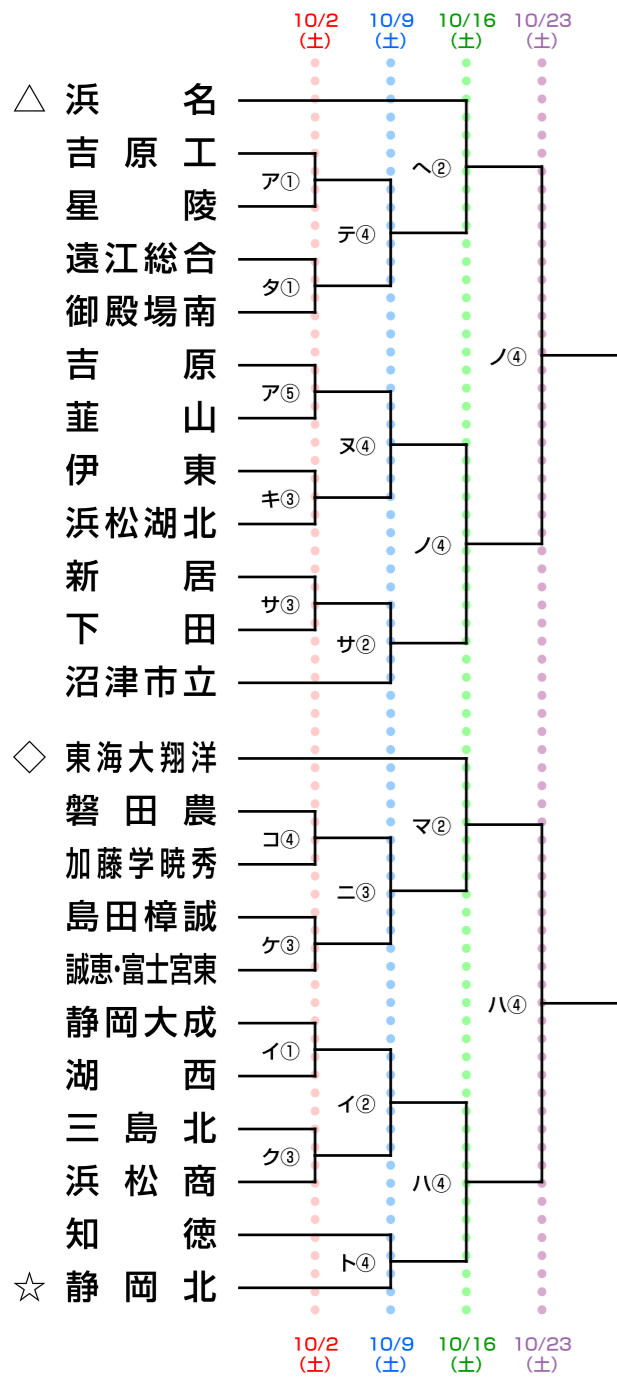 10/2 10/9 10/16 10/23
(土) (土) (土) (土)
△ 浜名
吉原工
ヘ②
ア①
星陵
テ④
遠江総合
タ①
御殿場南
ノ④
吉原
ア⑤
韮山
ヌ④
伊東
キ③
浜松湖北
ノ④
新居
サ③
下田
サ②
沼津市立
◇ 東海大翔洋
磐田農
マ②
コ④
加藤学暁秀
ニ③
島田樟誠
ケ③
誠恵・富士宮東
ハ④
静岡大成
イ①
湖西
イ②
三島北
ク③
浜松商
ハ④
知徳
ト④
☆ 静岡北
10/2 10/9 10/16 10/23
(土) (土) (土) (土)